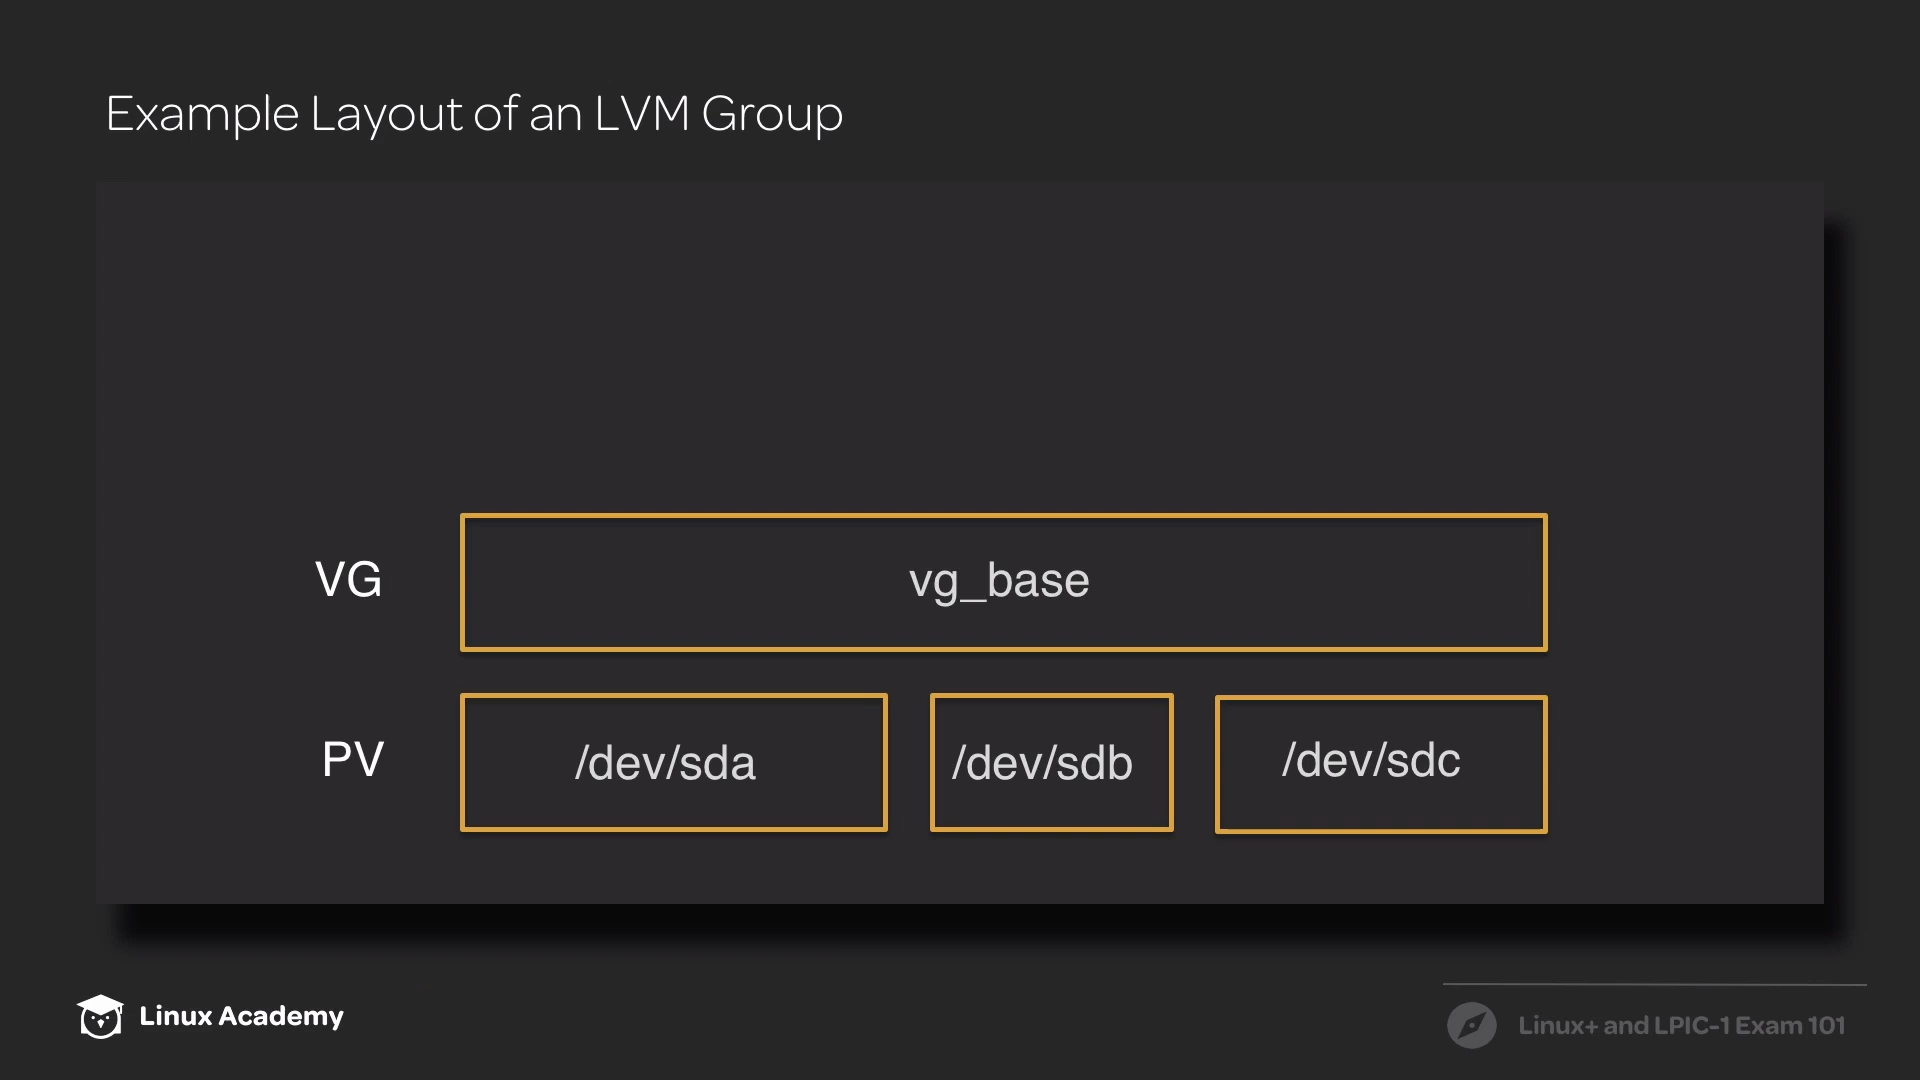 Example Layout of an LVM Group
VG
vg_base
PV
/dev/sda
/dev/sdb
/dev/sdc
Linux Academy
Linux+ and LPIC-1 Exam 101